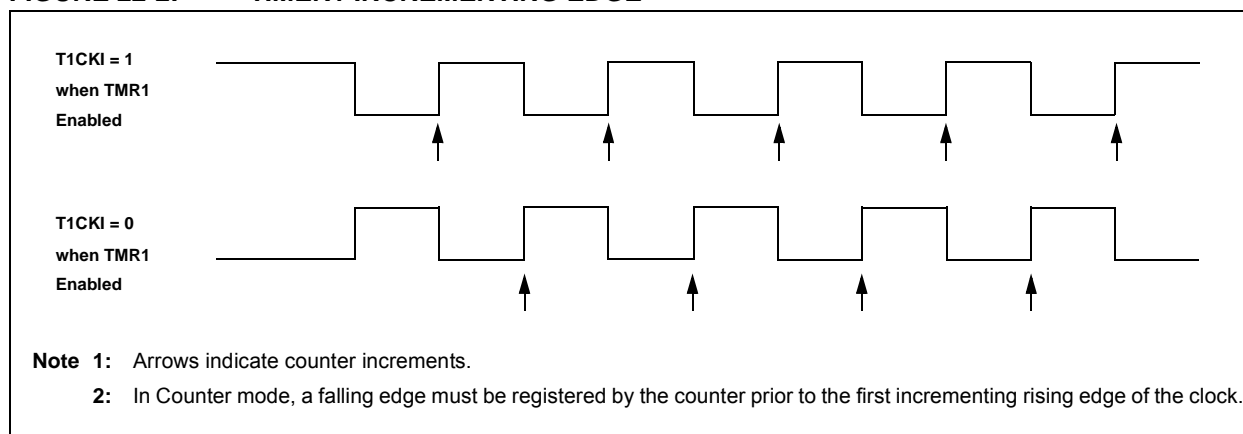 T1CKI = 1
when TMR1
Enabled
T1CKI = 0
when TMR1
Enabled
Note 1: Arrows indicate counter increments.
2: In Counter mode, a falling edge must be registered by the counter prior to the first incrementing rising edge of the clock.